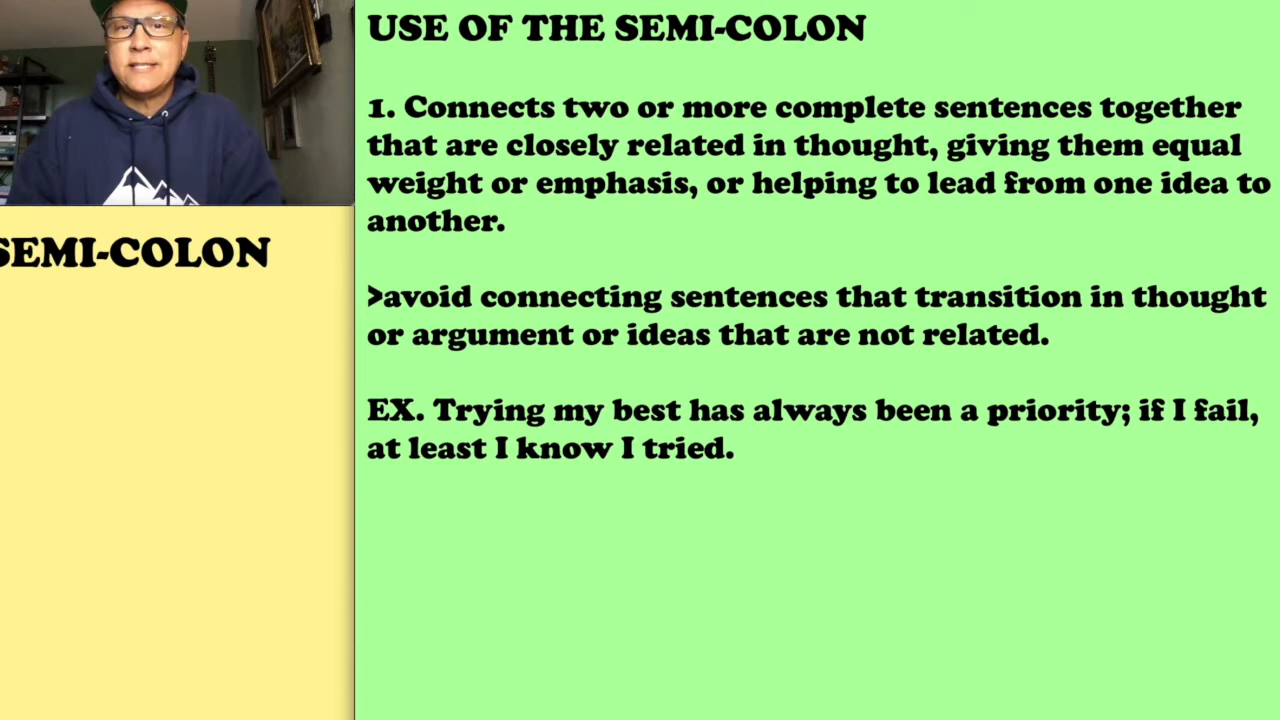 USE OF THE SEMI-COLON
1. Connects two or more complete sentences together
that are closely related in thought, giving them equal
weight or emphasis, or helping to lead from one idea to
another.
>avoid connecting sentences that transition in thought
or argument or ideas that are not related.
EX. Trying my best has always been a priority; if I fail,
at least I know I tried.
SEMI-COLON